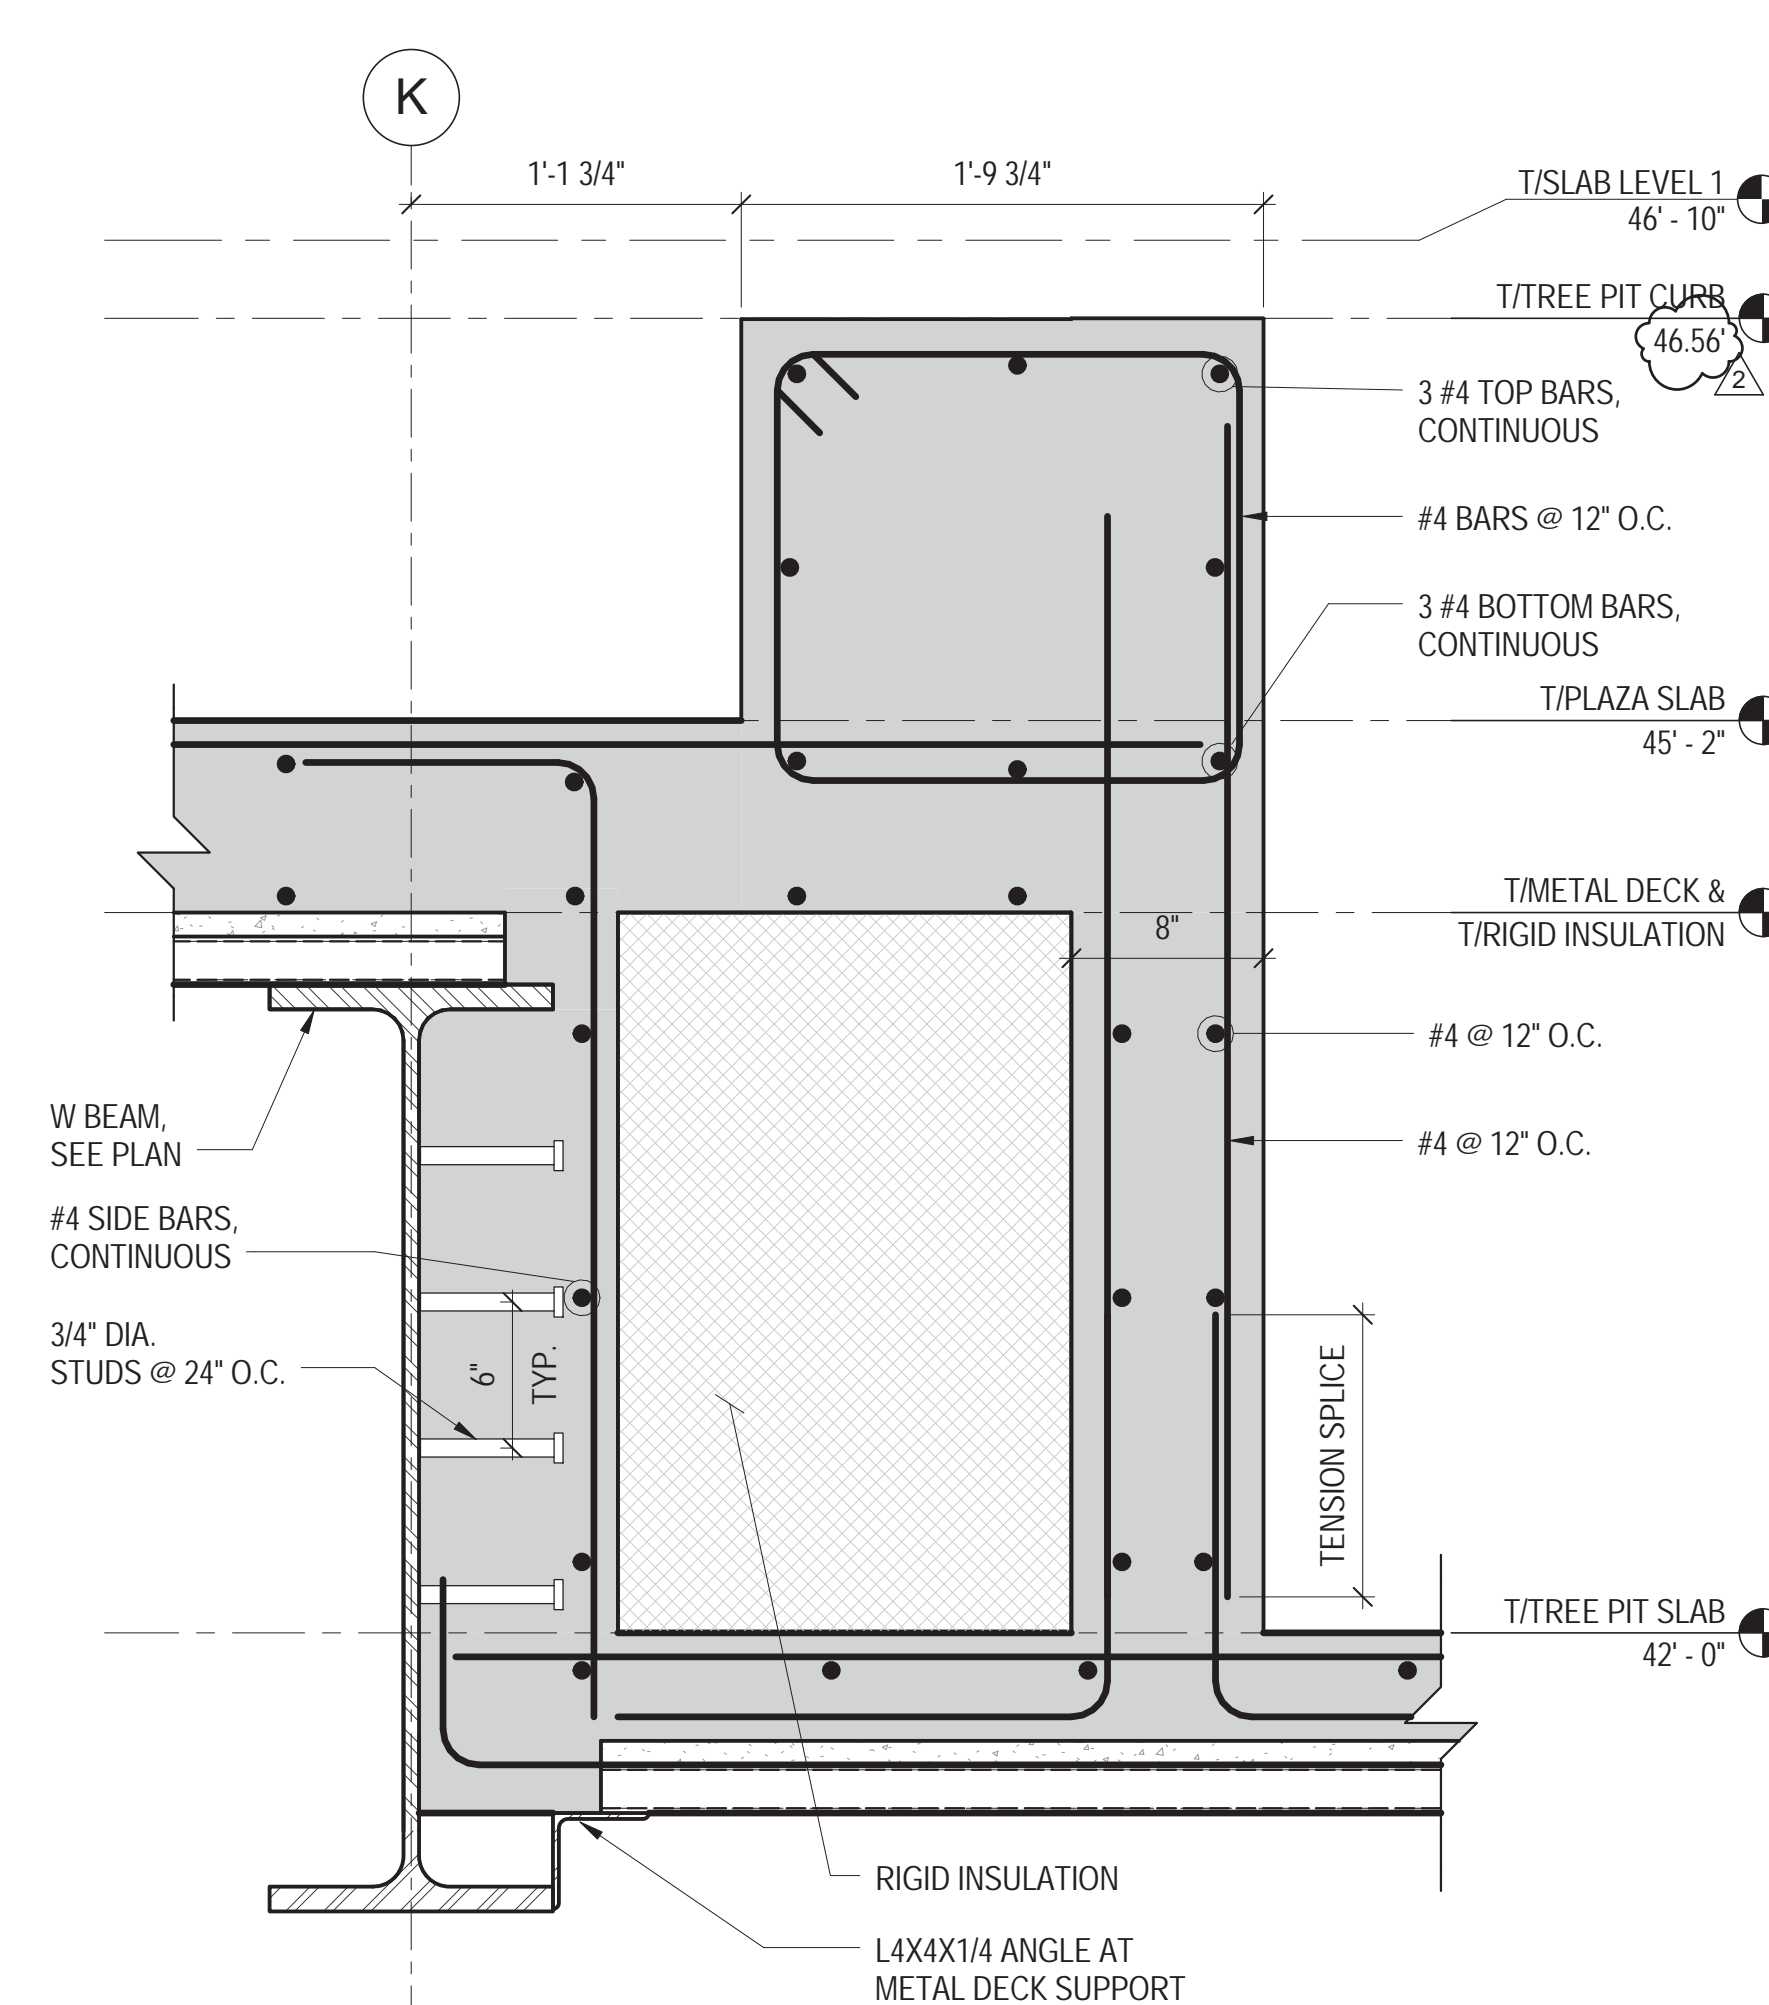 K
1'-1 3/4"
1'-9 3/4"
T/SLAB LEVEL 1
46' - 10"
T/TREE PIT CURB
46.56'
2
3 #4 TOP BARS,
CONTINUOUS
#4 BARS @ 12" O.C.
3 #4 BOTTOM BARS,
CONTINUOUS
T/PLAZA SLAB
45' - 2"
T/METAL DECK &
T/RIGID INSULATION
8"
#4 @ 12" O.C.
W BEAM,
SEE PLAN
#4 @ 12" O.C.
#4 SIDE BARS,
CONTINUOUS
3/4" DIA.
STUDS @ 24" O.C.
6"
TYP.
TENSION SPLICE
T/TREE PIT SLAB
42' - 0"
RIGID INSULATION
L4X4X1/4 ANGLE AT
METAL DECK SUPPORT